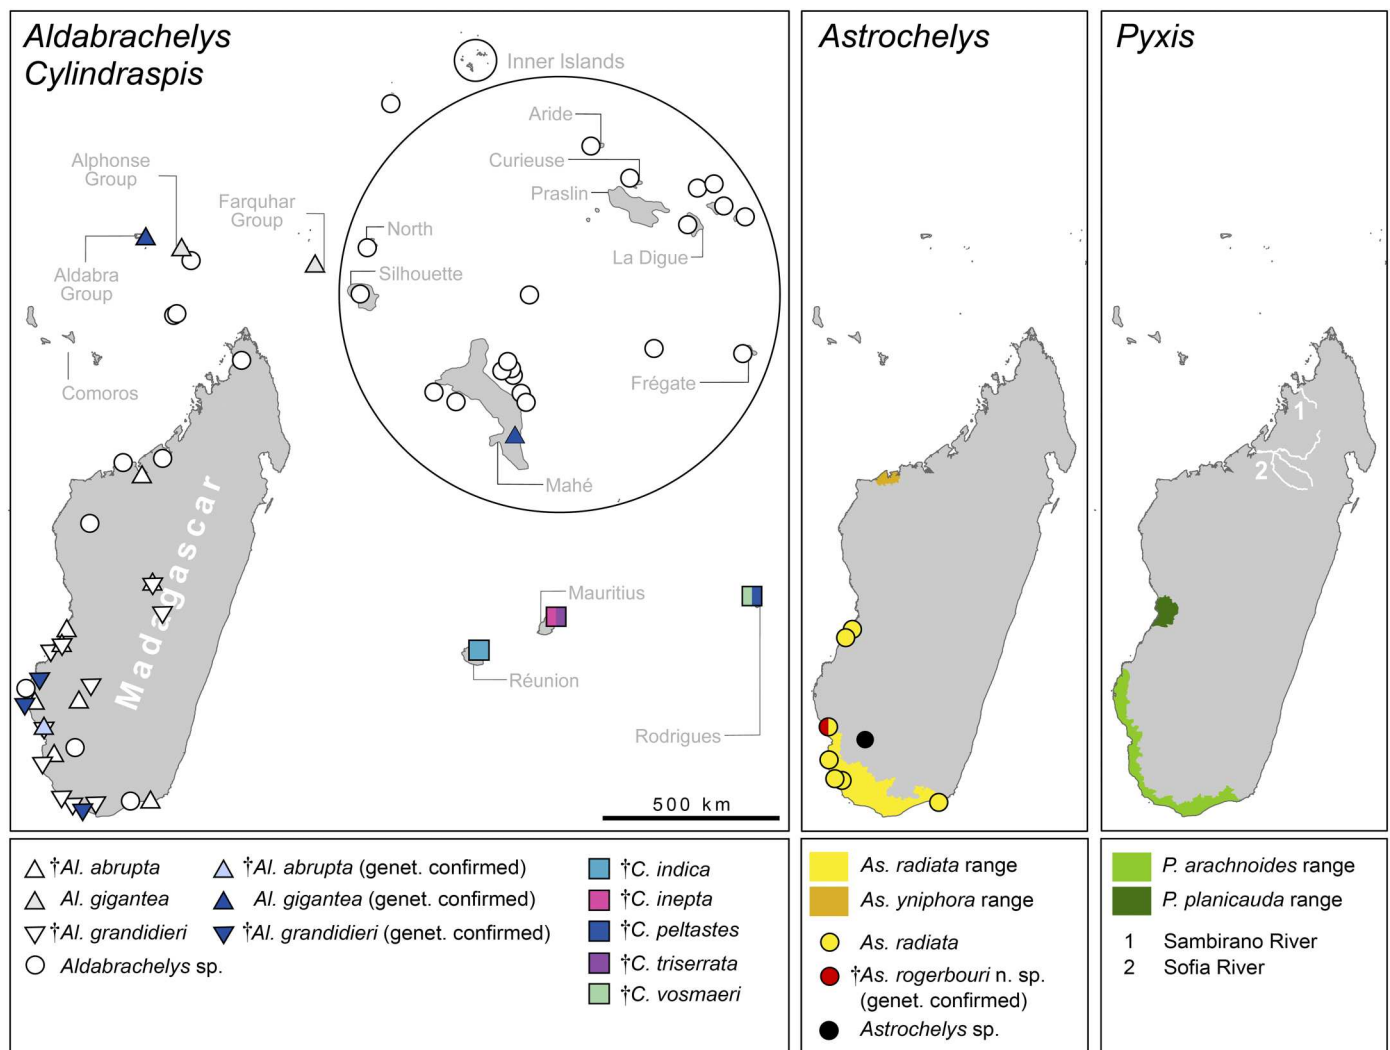 Aldabrachelys
Cylindraspis
Inner Islands
Aride
Curieuse
Praslin
La Digue
Alphonse
Group
Farquhar
Group
North
Silhouette
Aldabra
Group
Comoros
Frégate
Mahé
Madagascar
Mauritius
Réunion
Rodrigues
500 km
†Al. abrupta
Al. gigantea
†Al. grandidieri
Aldabrachelys sp.
†Al. abrupta (genet. confirmed)
Al. gigantea (genet. confirmed)
†Al. grandidieri (genet. confirmed)
†C. indica
†C. inepta
†C. peltastes
†C. triserrata
†C. vosmaeri
Astrochelys
As. radiata range
As. yniphora range
As. radiata
†As. rogerbouri n. sp.
(genet. confirmed)
Astrochelys sp.
Pyxis
1
2
P. arachnoides range
P. planicauda range
1 Sambirano River
2 Sofia River